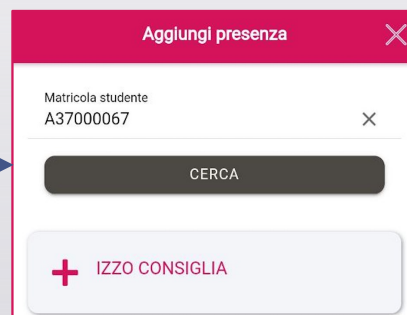 Aggiungi presenza
Matricola studente
A37000067
CERCA
IZZO CONSIGLIA